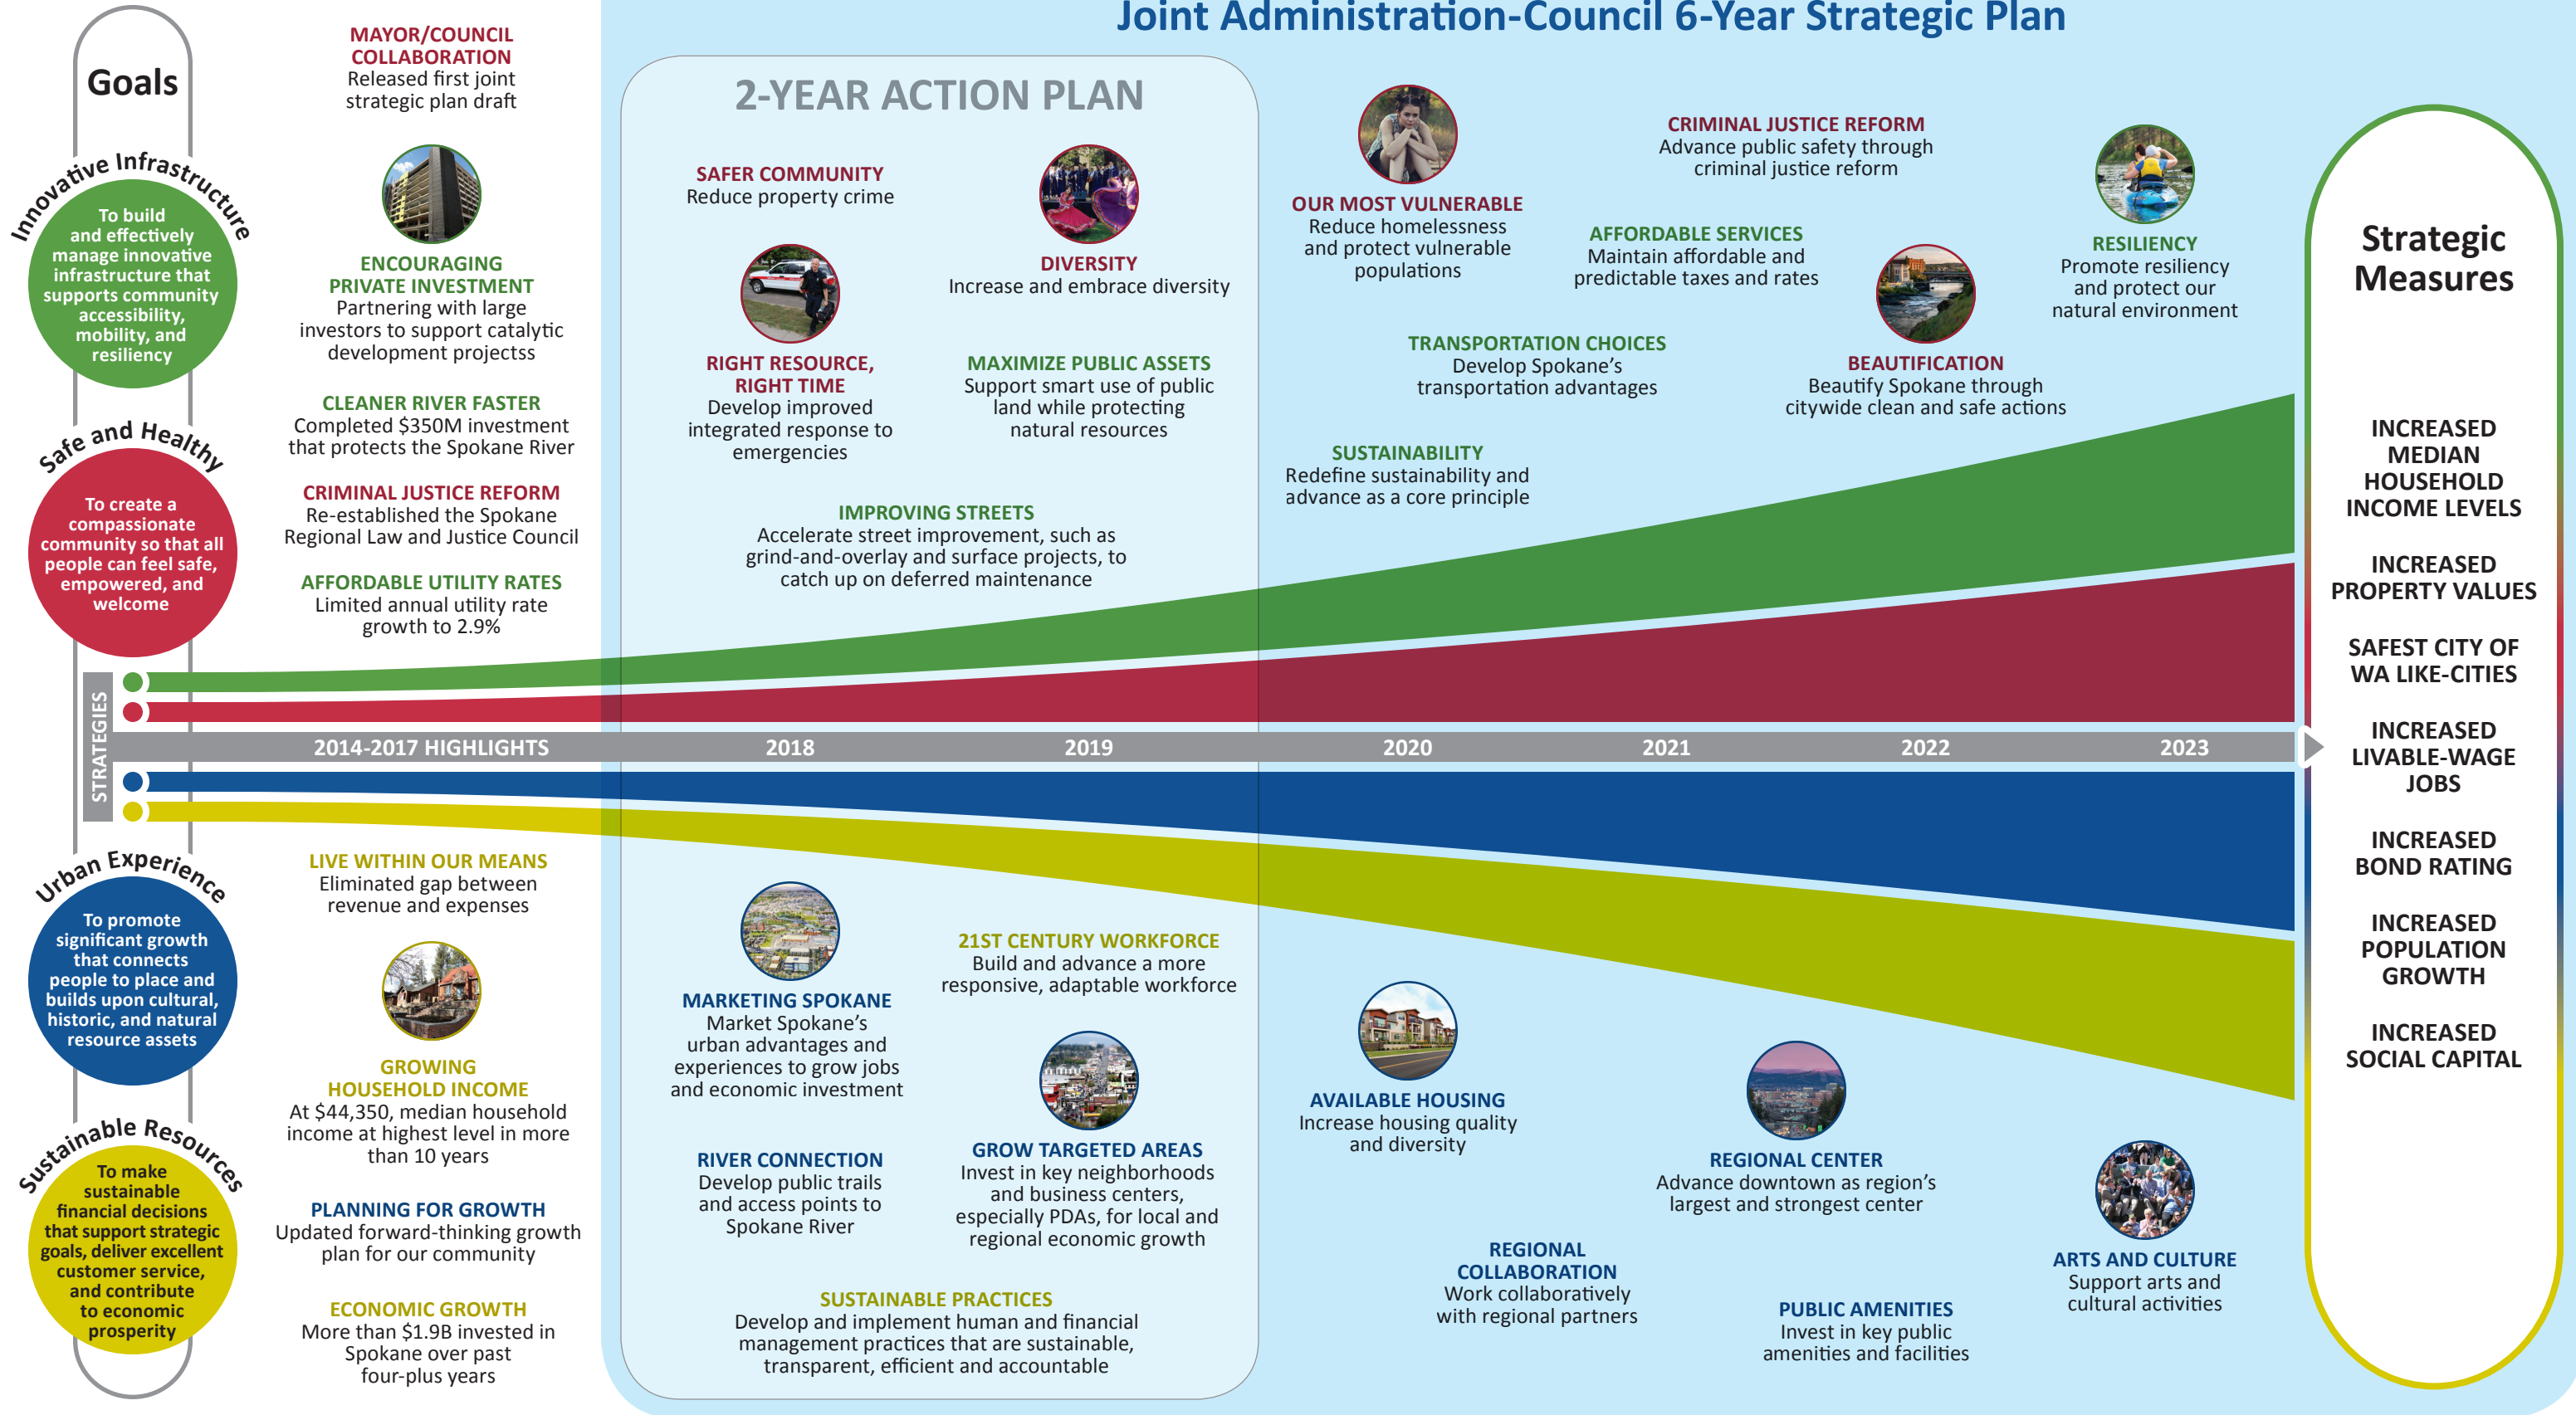 Joint Administration-Council 6-Year Strategic Plan
Goals
Innovative Infrastructure
To build
and effectively
manage innovative
infrastructure that
supports community
accessibility,
mobility, and
resiliency
Safe and Healthy
To create a
compassionate
community so that all
people can feel safe,
empowered, and
welcome
STRATEGIES
Urban Experience
To promote
significant growth
that connects
people to place and
builds upon cultural,
historic, and natural
resource assets
Sustainable Resources
To make
sustainable
financial decisions
that support strategic
goals, deliver excellent
customer service,
and contribute
to economic
prosperity
MAYOR/COUNCIL
COLLABORATION
Released first joint
strategic plan draft
ENCOURAGING
PRIVATE INVESTMENT
Partnering with large
investors to support catalytic
development projectss
CLEANER RIVER FASTER
Completed $350M investment
that protects the Spokane River
CRIMINAL JUSTICE REFORM
Re-established the Spokane
Regional Law and Justice Council
AFFORDABLE UTILITY RATES
Limited annual utility rate
growth to 2.9%
2014-2017 HIGHLIGHTS
LIVE WITHIN OUR MEANS
Eliminated gap between
revenue and expenses
GROWING
HOUSEHOLD INCOME
At $44,350, median household
income at highest level in more
than 10 years
PLANNING FOR GROWTH
Updated forward-thinking growth
plan for our community
ECONOMIC GROWTH
More than $1.9B invested in
Spokane over past
four-plus years
2-YEAR ACTION PLAN
SAFER COMMUNITY
Reduce property crime
RIGHT RESOURCE,
RIGHT TIME
Develop improved
integrated response to
emergencies
DIVERSITY
Increase and embrace diversity
MAXIMIZE PUBLIC ASSETS
Support smart use of public
land while protecting
natural resources
IMPROVING STREETS
Accelerate street improvement, such as
grind-and-overlay and surface projects, to
catch up on deferred maintenance
2018
2019
MARKETING SPOKANE
Market Spokane's
urban advantages and
experiences to grow jobs
and economic investment
RIVER CONNECTION
Develop public trails
and access points to
Spokane River
21ST CENTURY WORKFORCE
Build and advance a more
responsive, adaptable workforce
GROW TARGETED AREAS
Invest in key neighborhoods
and business centers,
especially PDAs, for local and
regional economic growth
SUSTAINABLE PRACTICES
Develop and implement human and financial
management practices that are sustainable,
transparent, efficient and accountable
OUR MOST VULNERABLE
Reduce homelessness
and protect vulnerable
populations
CRIMINAL JUSTICE REFORM
Advance public safety through
criminal justice reform
AFFORDABLE SERVICES
Maintain affordable and
predictable taxes and rates
TRANSPORTATION CHOICES
Develop Spokane's
transportation advantages
SUSTAINABILITY
Redefine sustainability and
advance as a core principle
BEAUTIFICATION
Beautify Spokane through
citywide clean and safe actions
RESILIENCY
Promote resiliency
and protect our
natural environment
2020
2021
2022
2023
AVAILABLE HOUSING
Increase housing quality
and diversity
REGIONAL
COLLABORATION
Work collaboratively
with regional partners
REGIONAL CENTER
Advance downtown as region's
largest and strongest center
PUBLIC AMENITIES
Invest in key public
amenities and facilities
ARTS AND CULTURE
Support arts and
cultural activities
Strategic
Measures
INCREASED
MEDIAN
HOUSEHOLD
INCOME LEVELS
INCREASED
PROPERTY VALUES
SAFEST CITY OF
WA LIKE-CITIES
INCREASED
LIVABLE-WAGE
JOBS
INCREASED
BOND RATING
INCREASED
POPULATION
GROWTH
INCREASED
SOCIAL CAPITAL